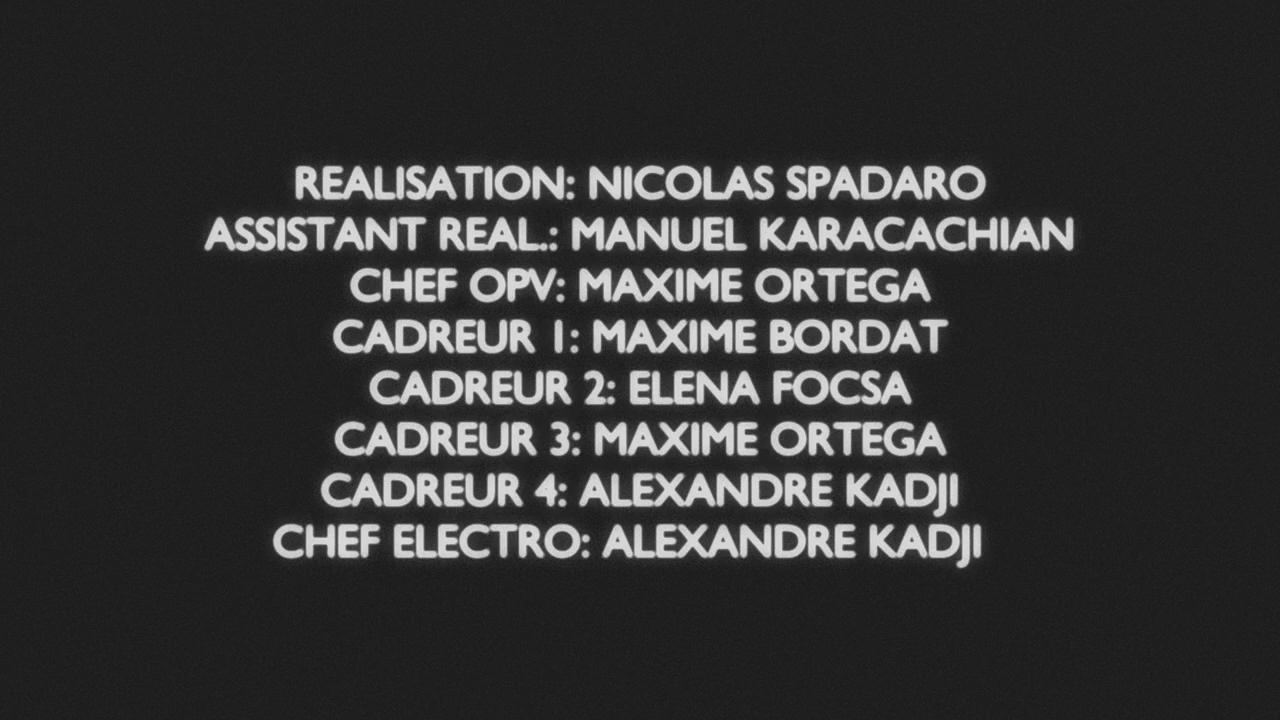 REALISATION: NICOLAS SPADARO
ASSISTANT REAL.: MANUEL KARACACHIAN
CHEF OPV: MAXIME ORTEGA
CADREUR 1: MAXIME BORDAT
CADREUR 2: ELENA FOCSA
CADREUR 3: MAXIME ORTEGA
CADREUR 4: ALEXANDRE KADJI
CHEF ELECTRO: ALEXANDRE KADJI